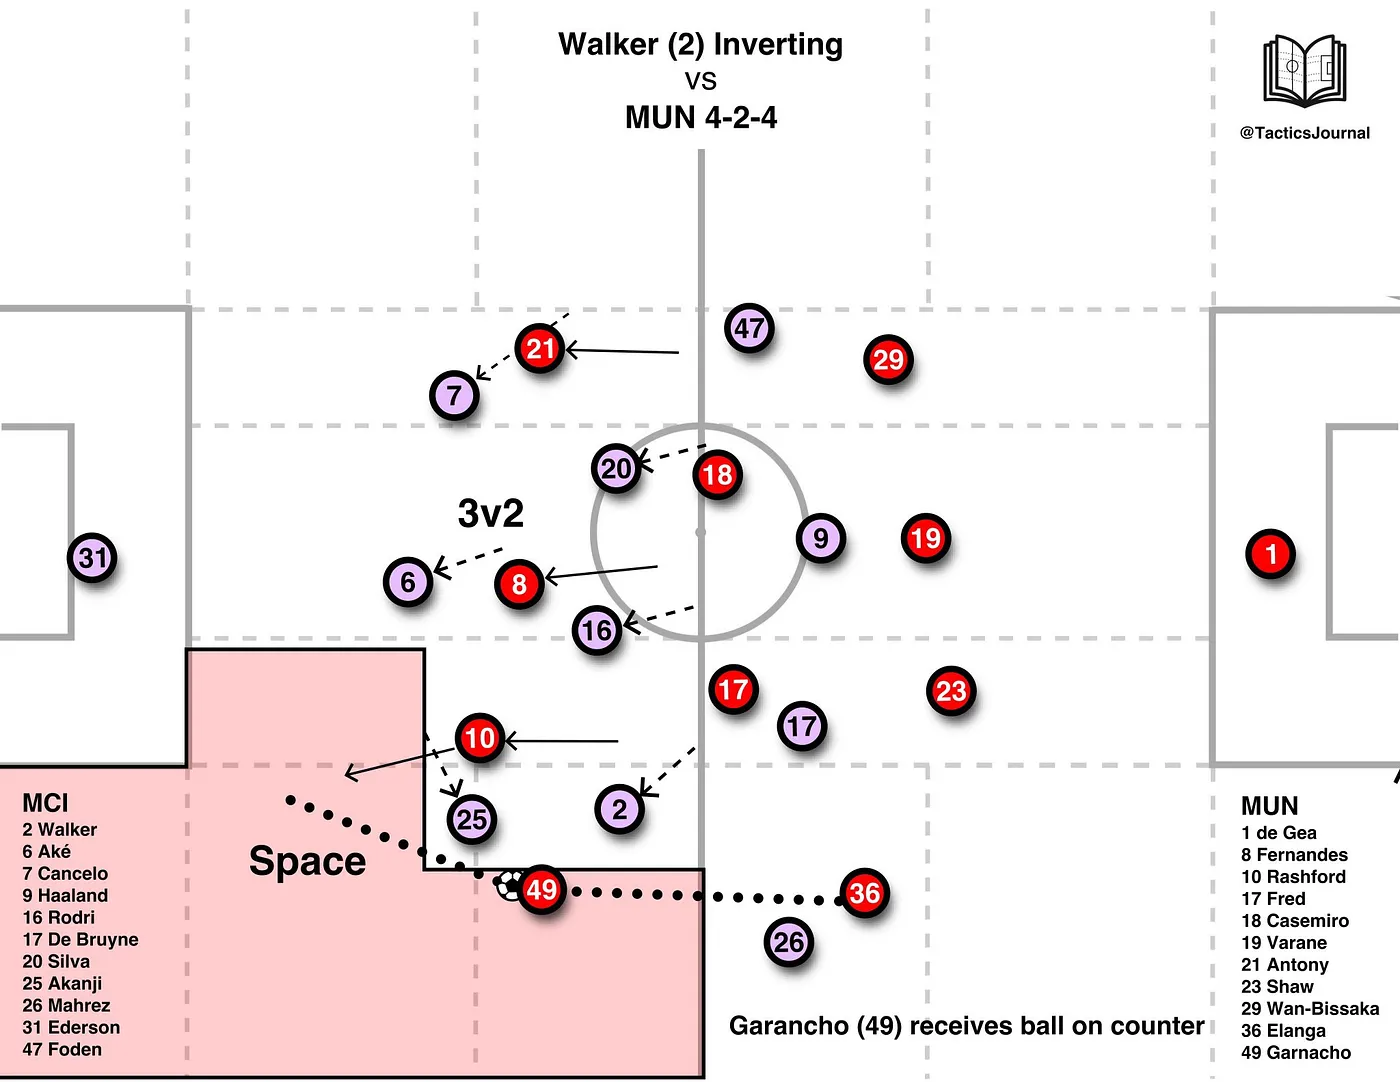 Walker (2) Inverting
vs
MUN 4-2-4
@TacticsJournal
47
21
29
7
20
18
3v2
9
19
31
6
8
1
16
17
23
17
10
25
2
Space
49
36
26
Garancho (49) receives ball on counter
MCI
2 Walker
6 Aké
7 Cancelo
9 Haaland
16 Rodri
17 De Bruyne
20 Silva
25 Akanji
26 Mahrez
31 Ederson
47 Foden
MUN
1 de Gea
8 Fernandes
10 Rashford
17 Fred
18 Casemiro
19 Varane
21 Antony
23 Shaw
29 Wan-Bissaka
36 Elanga
49 Garnacho